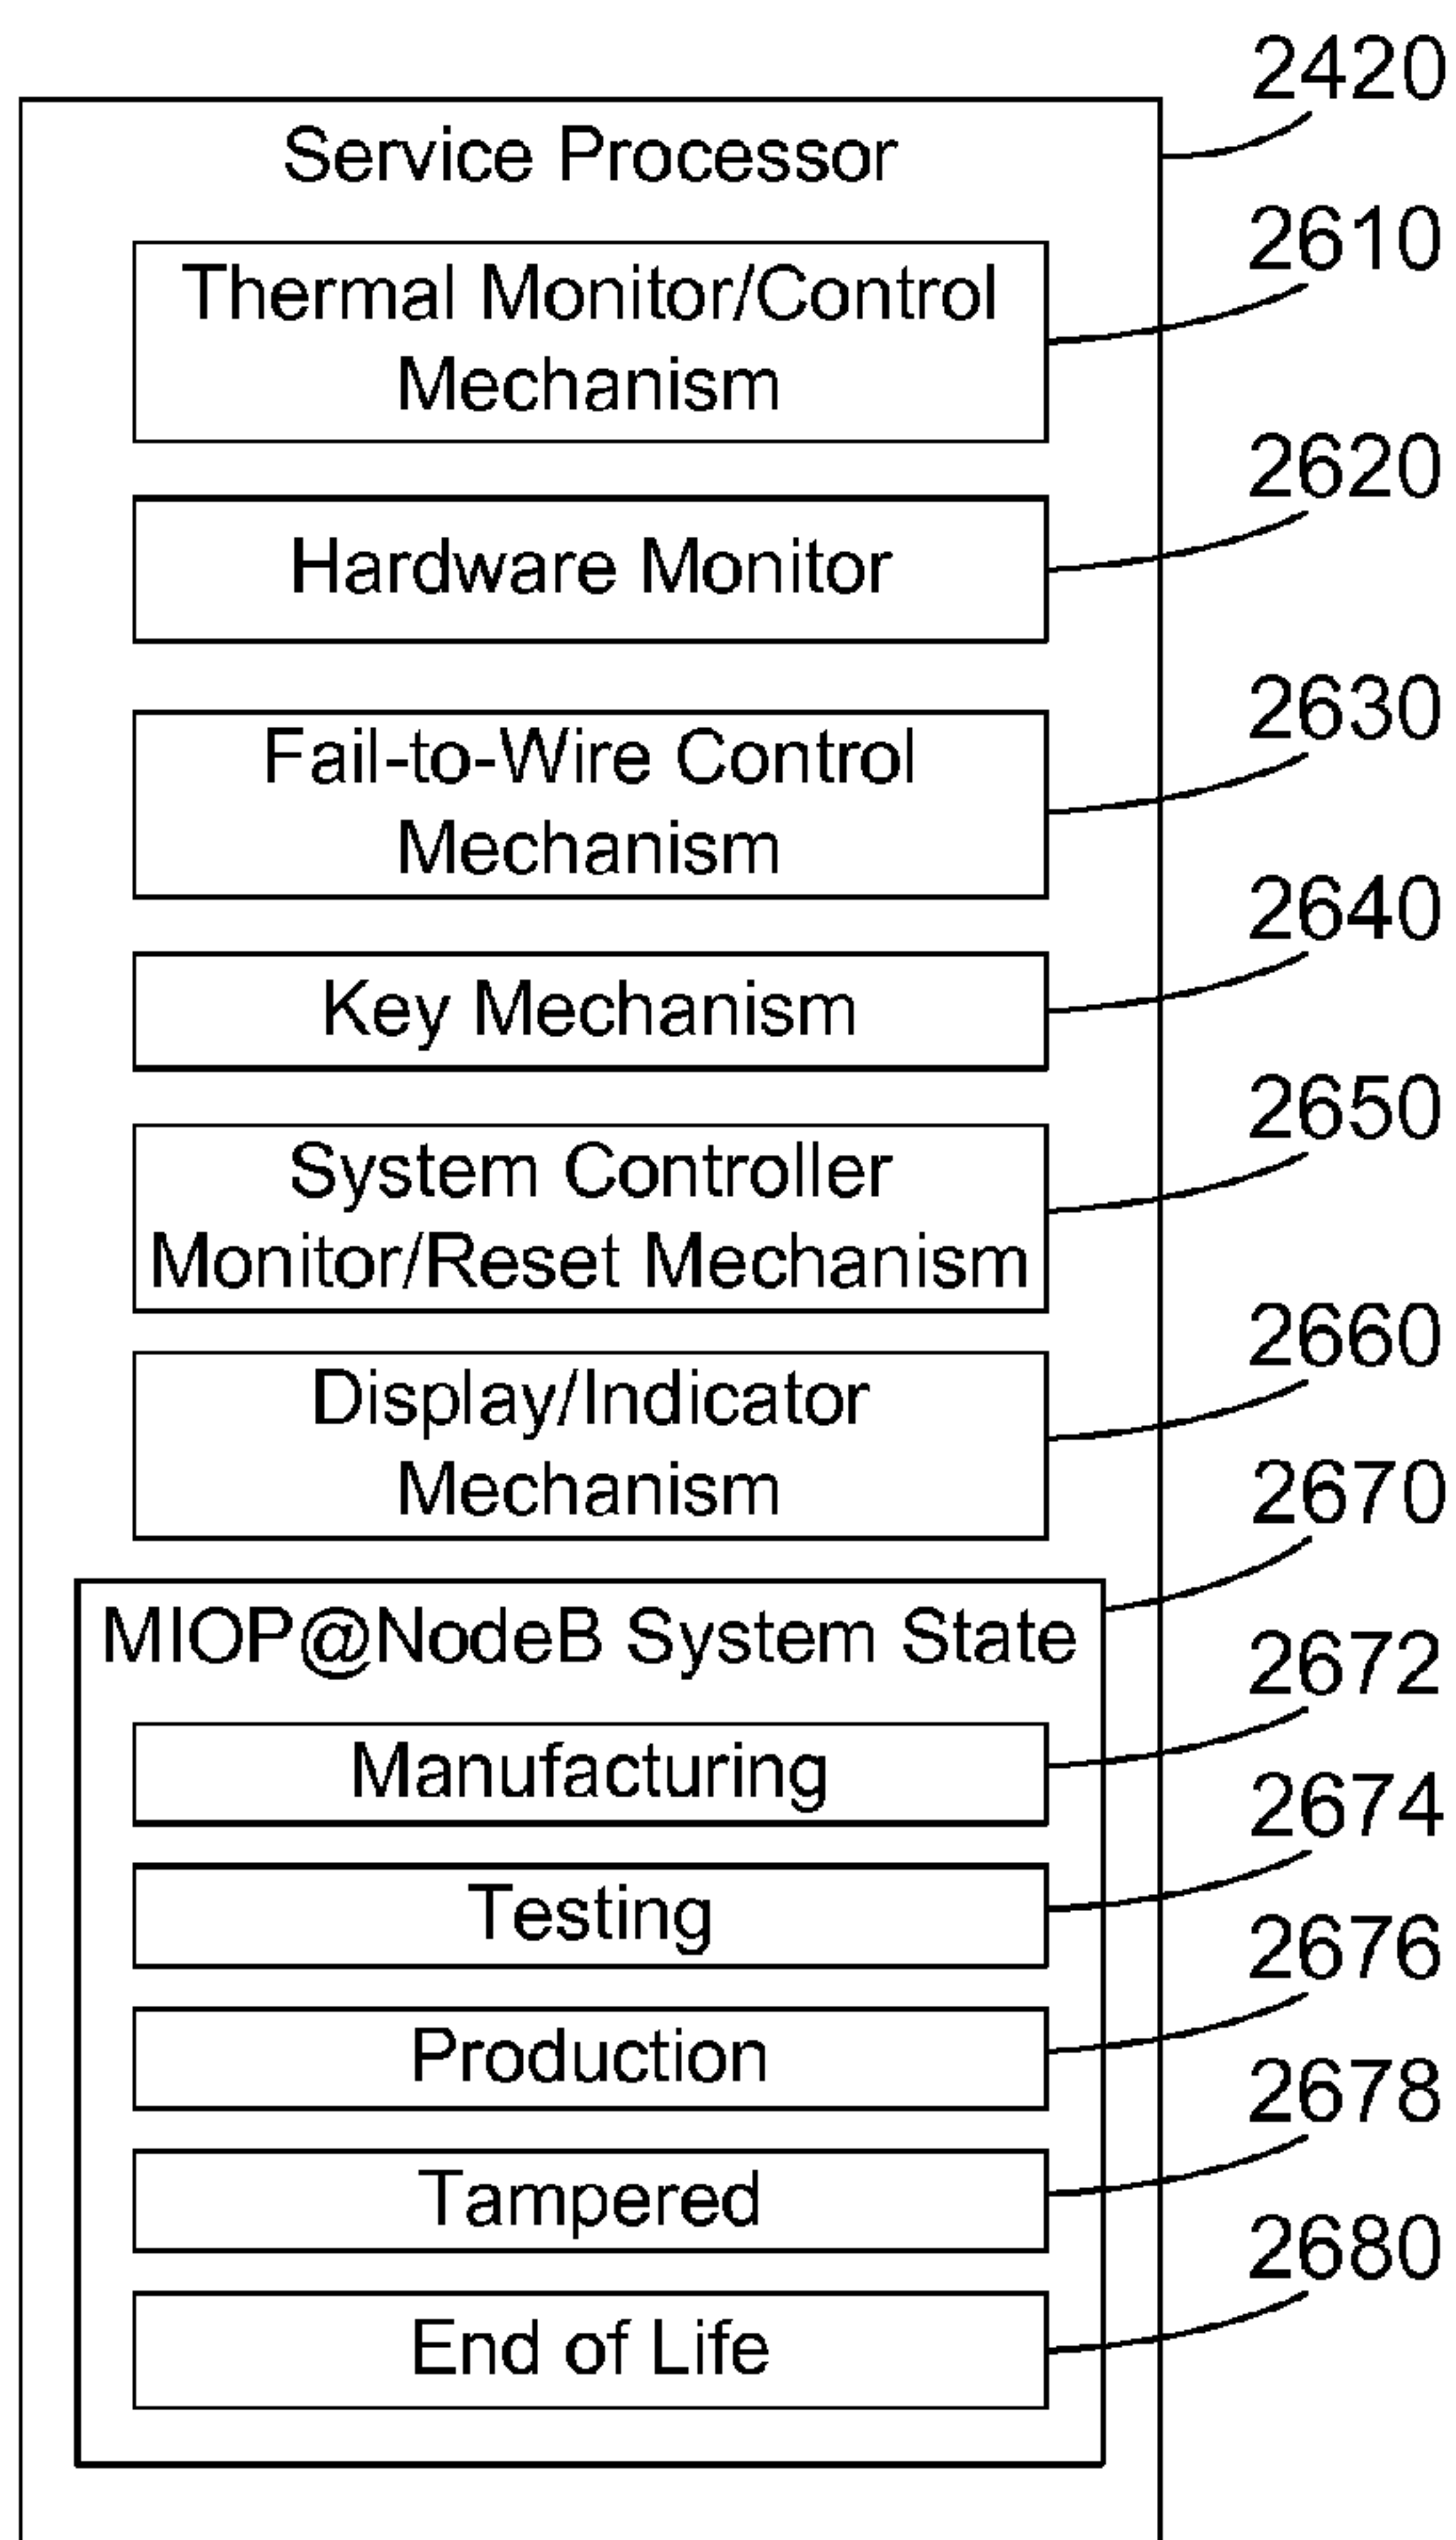 2420
Service Processor
2610
Thermal Monitor/Control
Mechanism
2620
Hardware Monitor
2630
Fail-to-Wire Control
Mechanism
2640
Key Mechanism
2650
System Controller
Monitor/Reset Mechanism
2660
Display/Indicator
Mechanism
2670
MIOP@NodeB System State
2672
Manufacturing
2674
Testing
2676
Production
2678
Tampered
2680
End of Life